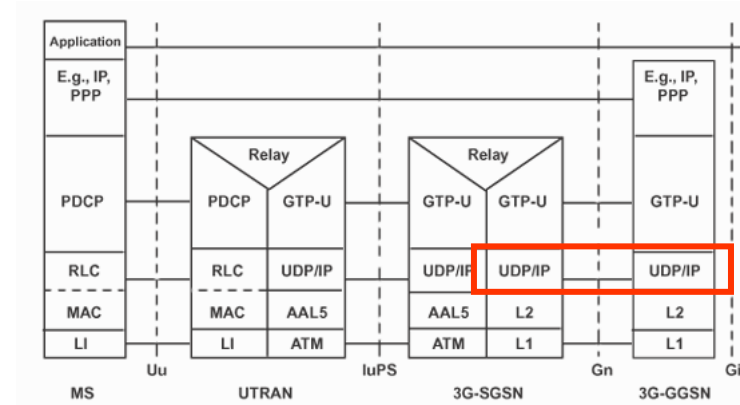 Application
E.g., IP,
PPP
E.g., IP,
PPP
Relay
Relay
PDCP
PDCP
GTP-U
GTP-U
GTP-U
GTP-U
RLC
RLC
UDP/IP
UDP/IP
UDP/IP
UDP/IP
MAC
MAC
AAL5
AAL5
L2
L2
LI
LI
ATM
ATM
L1
L1
Uu
IuPS
Gn
Gi
MS
UTRAN
3G-SGSN
3G-GGSN